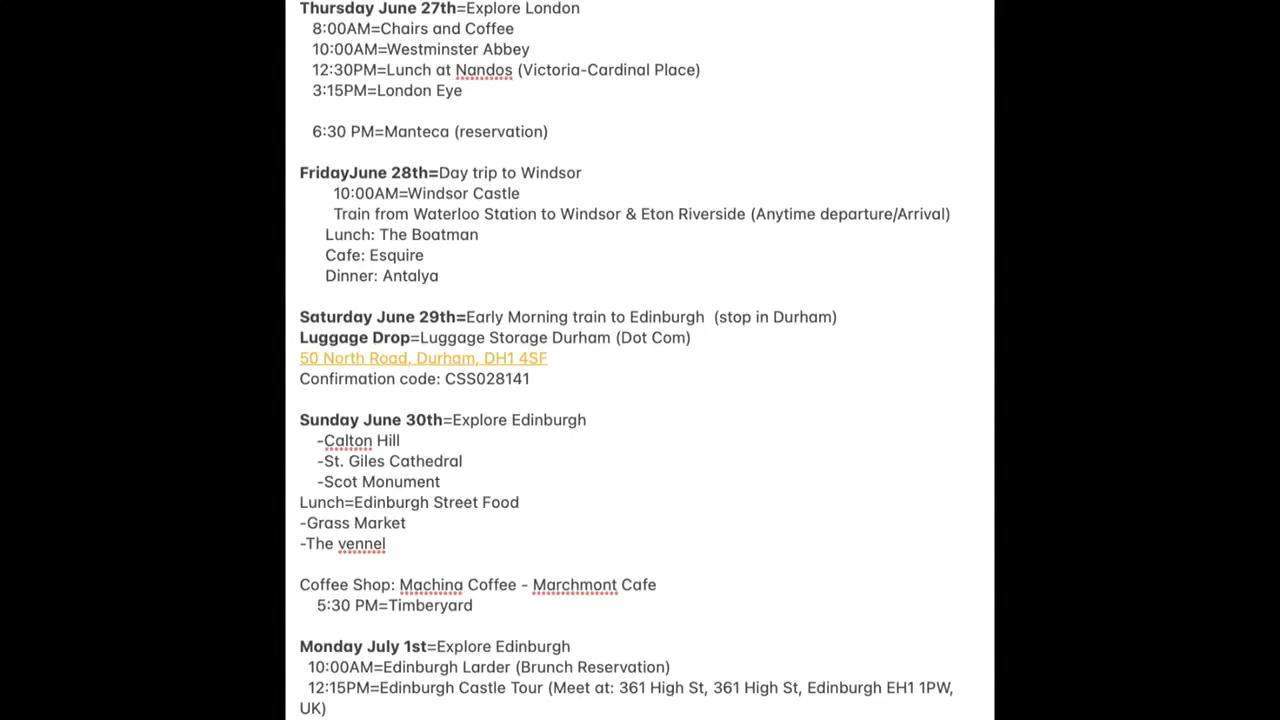 Thursday June 27th=Explore London
8:00AM=Chairs and Coffee
10:00AM=Westminster Abbey
12:30PM=Lunch at Nandos (Victoria-Cardinal Place)
3:15PM=London Eye
6:30 PM=Manteca (reservation)
FridayJune 28th=Day trip to Windsor
10:00AM=Windsor Castle
Train from Waterloo Station to Windsor & Eton Riverside (Anytime departure/Arrival)
Lunch: The Boatman
Cafe: Esquire
Dinner: Antalya
Saturday June 29th=Early Morning train to Edinburgh (stop in Durham)
Luggage Drop=Luggage Storage Durham (Dot Com)
50 North Road, Durham, DH1 4SF
Confirmation code: CSS028141
Sunday June 30th=Explore Edinburgh
-Calton Hill
-St. Giles Cathedral
-Scot Monument
Lunch=Edinburgh Street Food
-Grass Market
-The vennel
Coffee Shop: Machina Coffee - Marchmont Cafe
5:30 PM=Timberyard
Monday July 1st=Explore Edinburgh
10:00AM=Edinburgh Larder (Brunch Reservation)
12:15PM=Edinburgh Castle Tour (Meet at: 361 High St, 361 High St, Edinburgh EH1 1PW,
UK)